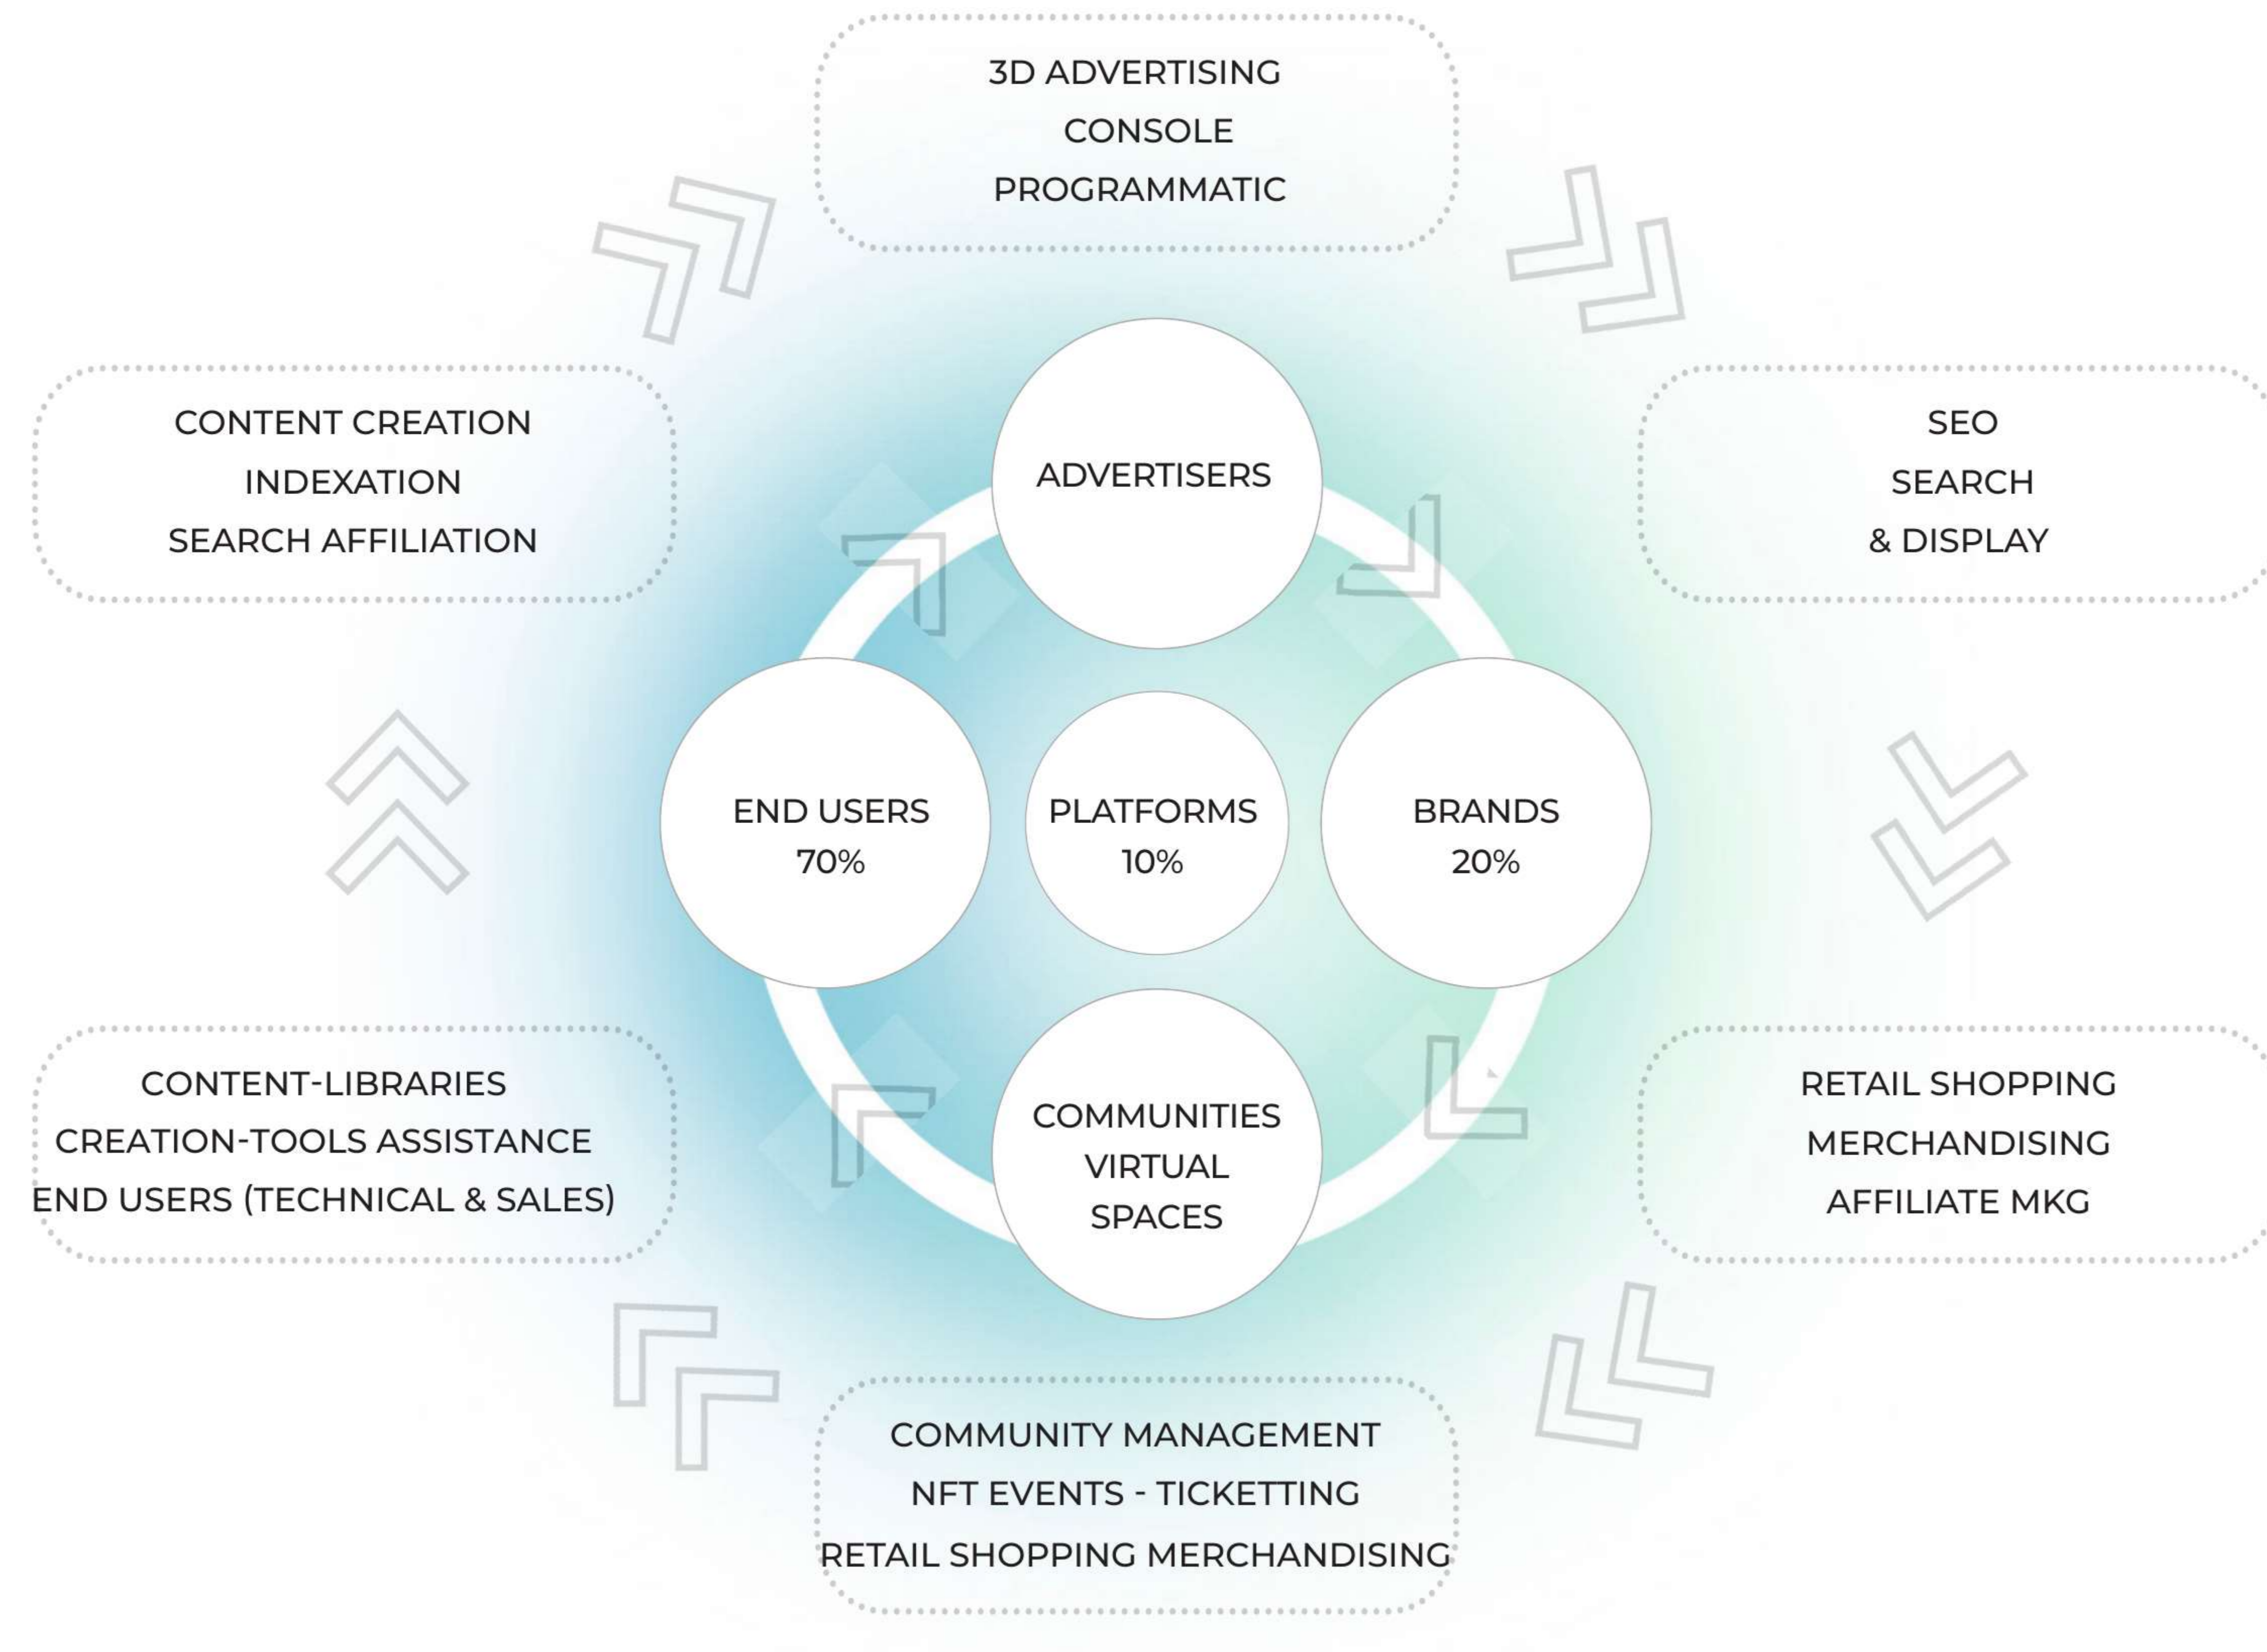 3D ADVERTISING
CONSOLE
PROGRAMMATIC
CONTENT CREATION
INDEXATION
SEARCH AFFILIATION
SEO
SEARCH
& DISPLAY
ADVERTISERS
END USERS
70%
PLATFORMS
10%
BRANDS
20%
COMMUNITIES
VIRTUAL
SPACES
CONTENT-LIBRARIES
CREATION-TOOLS ASSISTANCE
END USERS (TECHNICAL & SALES)
RETAIL SHOPPING
MERCHANDISING
AFFILIATE MKG
COMMUNITY MANAGEMENT
NFT EVENTS - TICKETTING
RETAIL SHOPPING MERCHANDISING